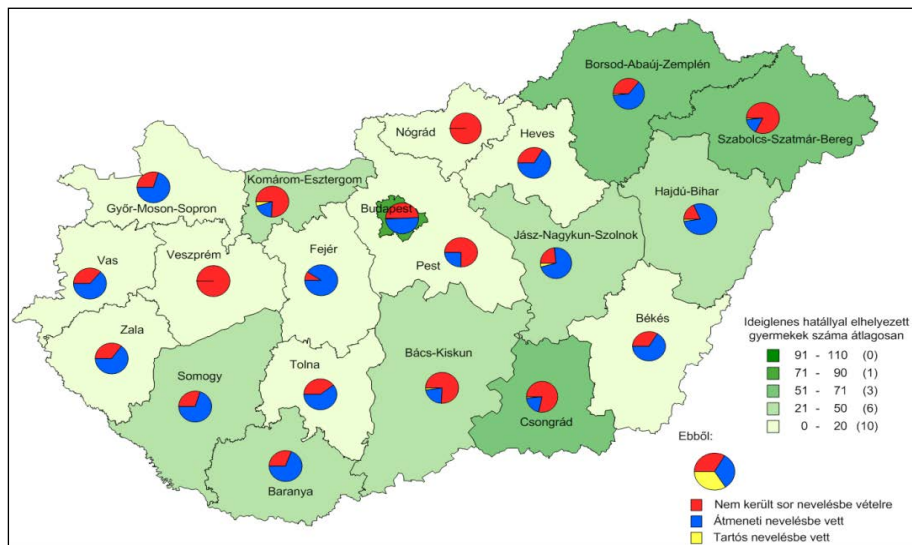 Borsod-Abaúj-Zemplén
Nógrád
Heves
Szabolcs-Szatmár-Bereg
Komárom-Esztergom
Győr-Moson-Sopron
Budapest
Hajdú-Bihar
Vas
Veszprém
Fejér
Pest
Jász-Nagykun-Szolnok
Zala
Somogy
Tolna
Bács-Kiskun
Békés
Csongrád
Baranya
Ideiglenes hatállyal elhelyezett
gyermekek száma átlagosan
91 - 110 (0)
71 - 90 (1)
51 - 71 (3)
21 - 50 (6)
0 - 20 (10)
Ebből:
Nem került sor nevelésbe vételre
Átmeneti nevelésbe vett
Tartós nevelésbe vett